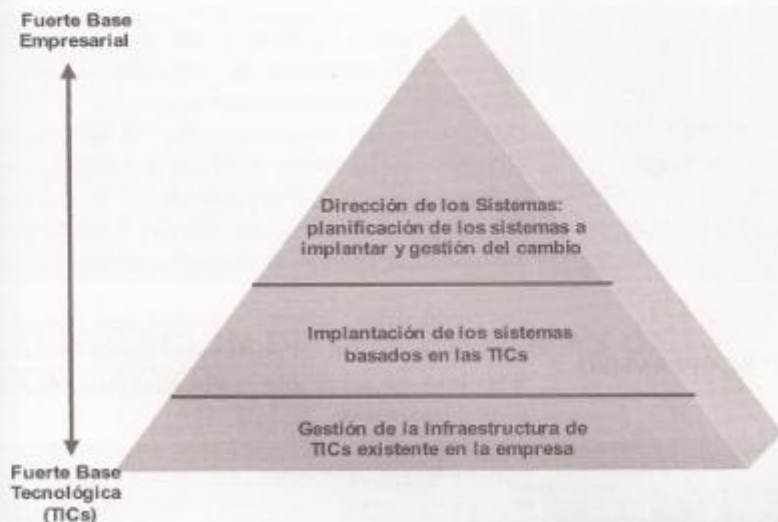 Fuerte Base
Empresarial
Dirección de los Sistemas:
planificación de los sistemas a
implantar y gestión del cambio
Implantación de los sistemas
basados en las TICs
Gestión de la Infraestructura de
TICs existente en la empresa
Fuerte Base
Tecnológica
(TICs)